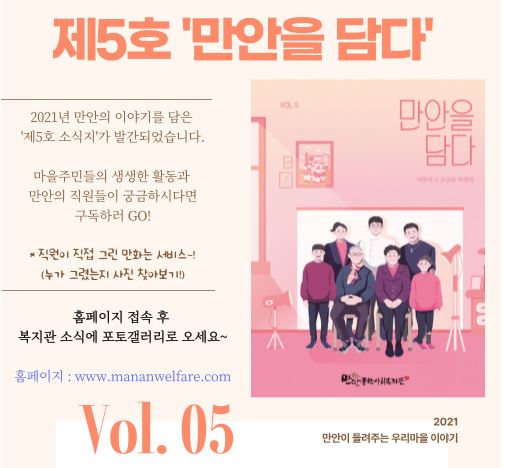 제5호 '만안을 담다'
2021년 만안의 이야기를 담은
'제5호 소식지'가 발간되었습니다.
마을주민들의 생생한 활동과
만안의 직원들이 궁금하시다면
구독하러 GO!
* 직원이 직접 그린 만화는 서비스~!
(누가 그렸는지 사진 찾아보기!)
홈페이지 접속 후
복지관 소식에 포토갤러리로 오세요~
홈페이지 : www.mananwelfare.com
VOL. 5
만안을
담다
만안종합사회복지관
Vol. 05
2021
만안이 들려주는 우리마을 이야기